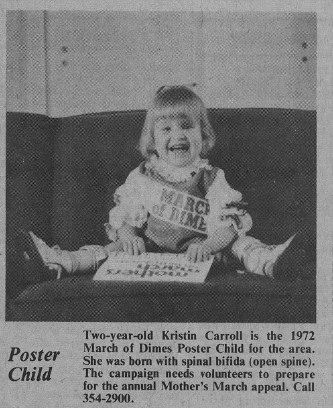 MARCH
of DIMES
mothers
march
Poster
Child
Two-year-old Kristin Carroll is the 1972
March of Dimes Poster Child for the area.
She was born with spinal bifida (open spine).
The campaign needs volunteers to prepare
for the annual Mother's March appeal. Call
354-2900.